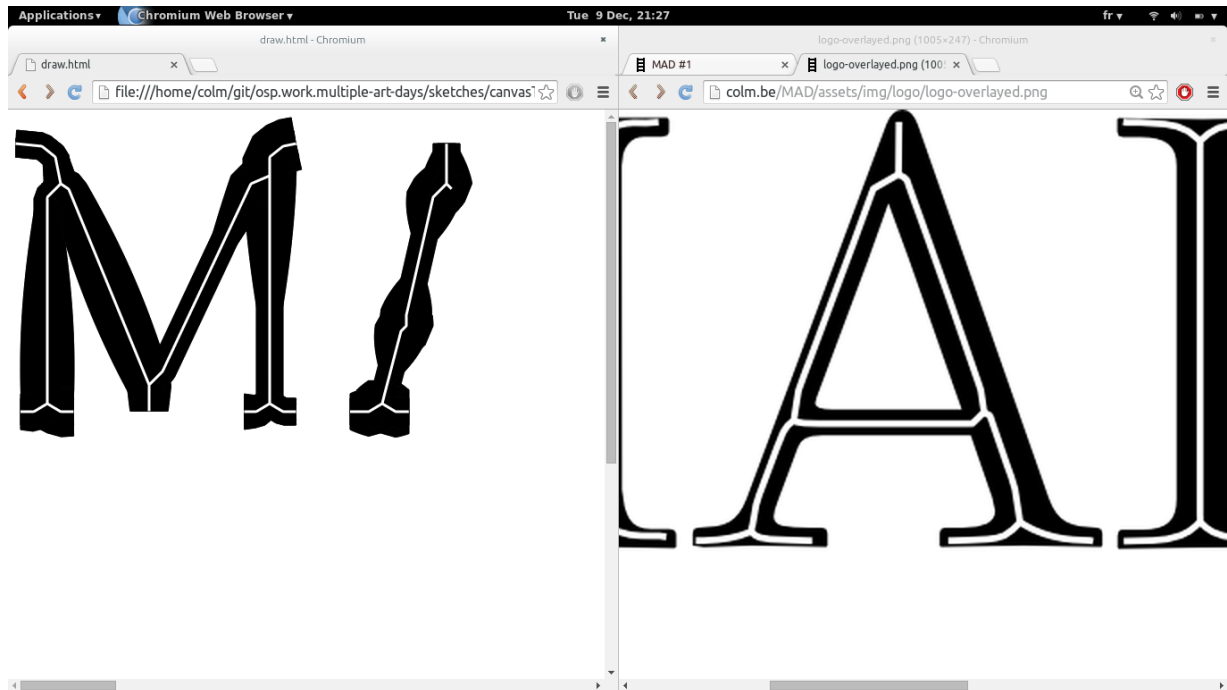 Applications Chromium Web Browser Tue 9 Dec, 21:27 fr
draw.html - Chromium
logo-overlayed.png (1005×247) - Chromium
draw.html
MAD #1
logo-overlayed.png (100
file:///home/colm/git/osp.work.multiple-art-days/sketches/canvas
colm.be/MAD/assets/img/logo/logo-overlayed.png
M
A